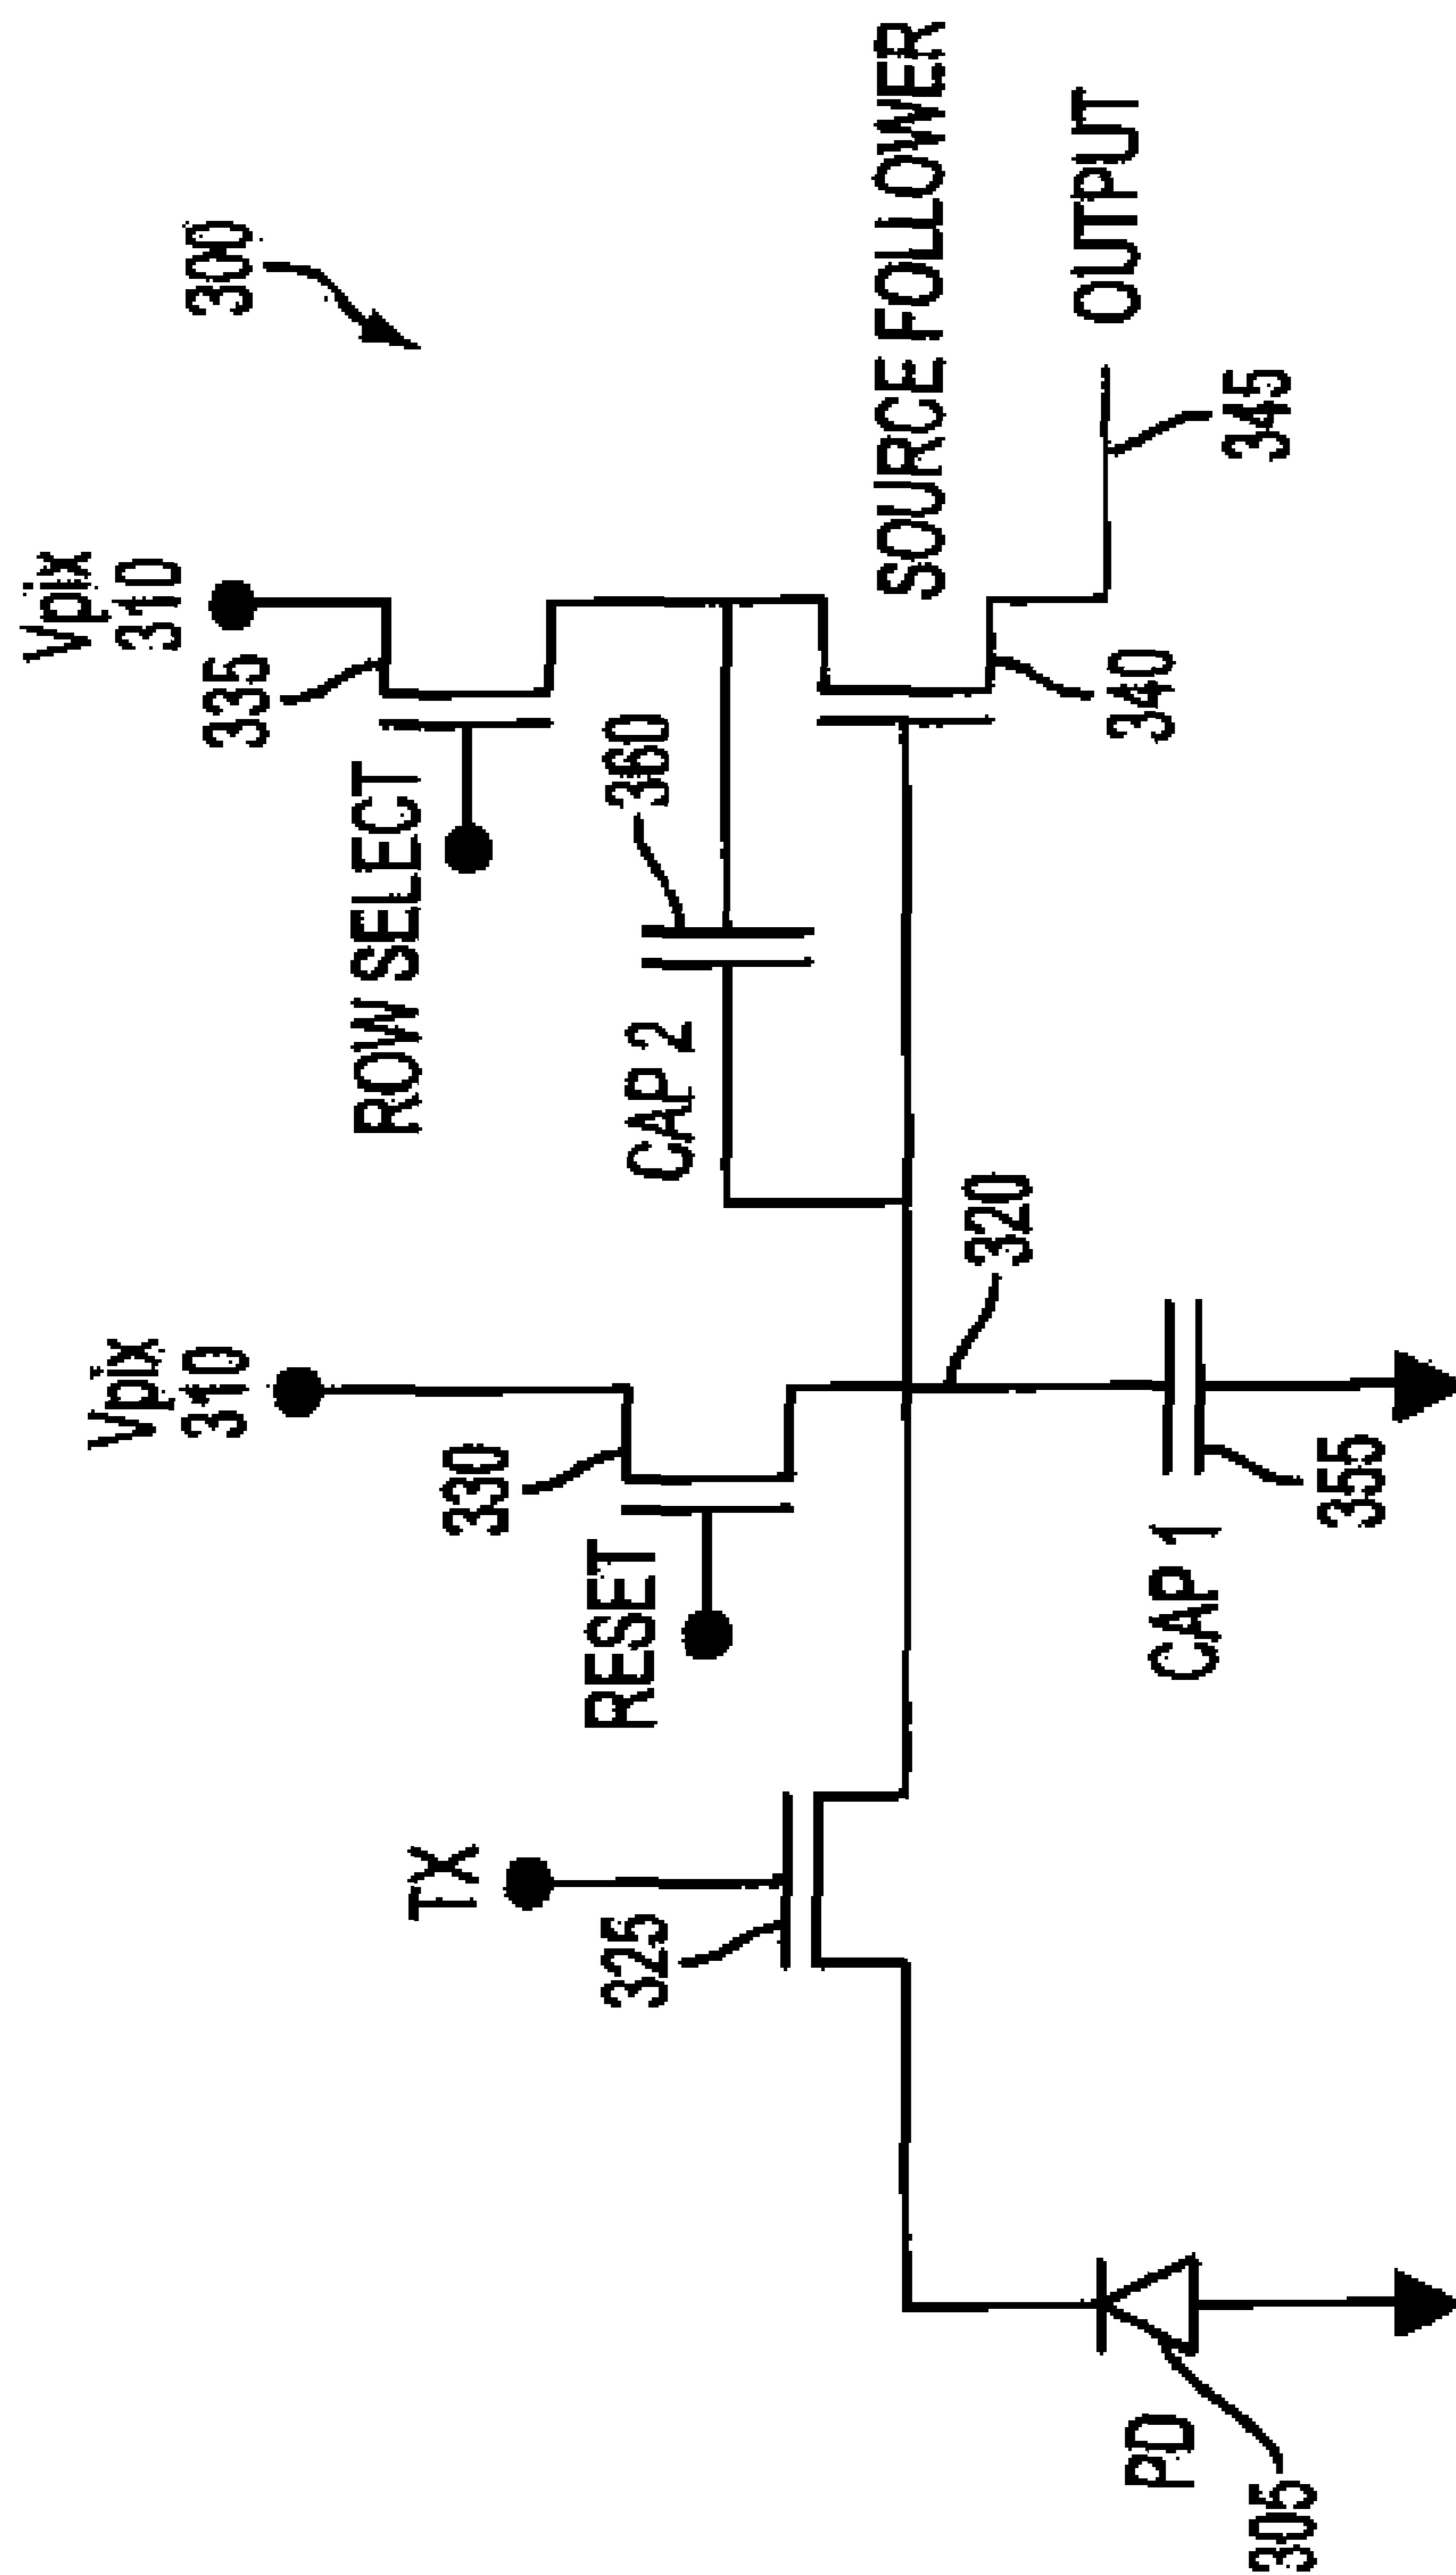 300
Vpix
310
Vpix
310
335
ROW SELECT
360
CAP 2
330
RESET
TX
325
SOURCE FOLLOWER
340
OUTPUT
345
320
CAP 1
355
PD
305